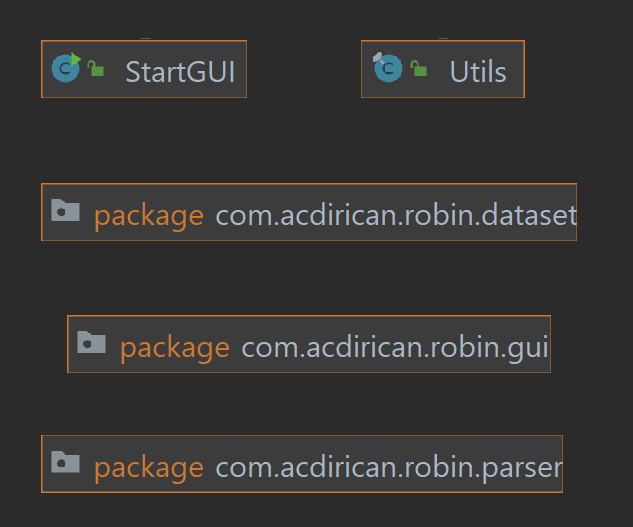 StartGUI Utils
package com.acdirican.robin.dataset
package com.acdirican.robin.gui
package com.acdirican.robin.parser